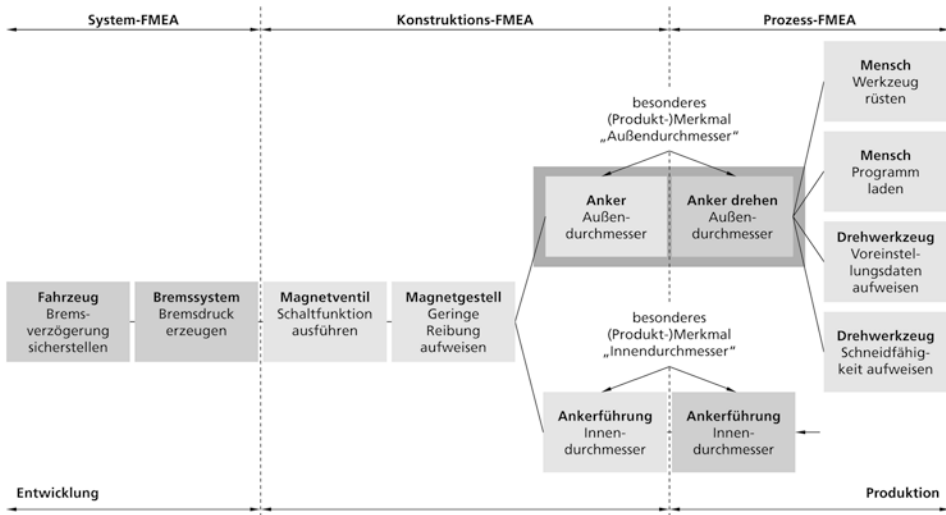 System-FMEA
Konstruktions-FMEA
Prozess-FMEA
Mensch
Werkzeug
rüsten
besonderes
(Produkt-)Merkmal
„Außendurchmesser“
Mensch
Programm
laden
Anker
Außen-
durchmesser
Anker drehen
Außen-
durchmesser
Drehwerkzeug
Voreinstel-
lungsdaten
aufweisen
Fahrzeug
Brems-
verzögerung
sicherstellen
Bremssystem
Bremsdruck
erzeugen
Magnetventil
Schaltfunktion
ausführen
Magnetgestell
Geringe
Reibung
aufweisen
besonderes
(Produkt-)Merkmal
„Innendurchmesser“
Drehwerkzeug
Schneidfähig-
keit aufweisen
Ankerführung
Innen-
durchmesser
Ankerführung
Innen-
durchmesser
Entwicklung
Produktion